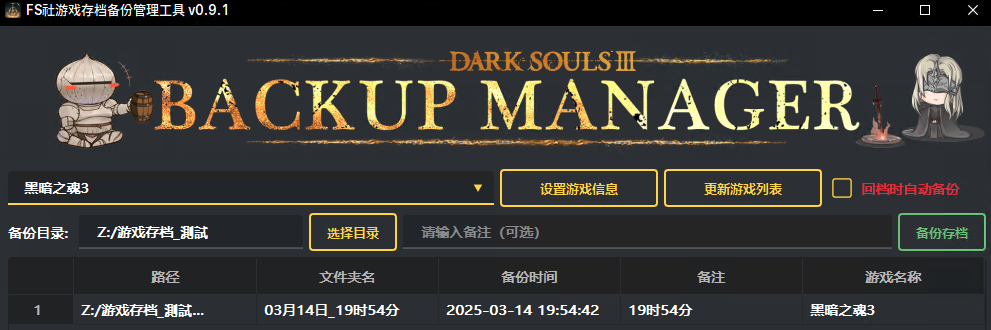 FS社游戏存档备份管理工具 v0.9.1
DARK SOULS III
BACKUP MANAGER
黑暗之魂3 设置游戏信息 更新游戏列表 回档时自动备份
备份目录: Z:/游戏存档_测試 选择目录 请输入备注（可选） 备份存档
路径 文件夹名 备份时间 备注 游戏名称
1 Z:/游戏存档_测試... 03月14日_19时54分 2025-03-14 19:54:42 19时54分 黑暗之魂3